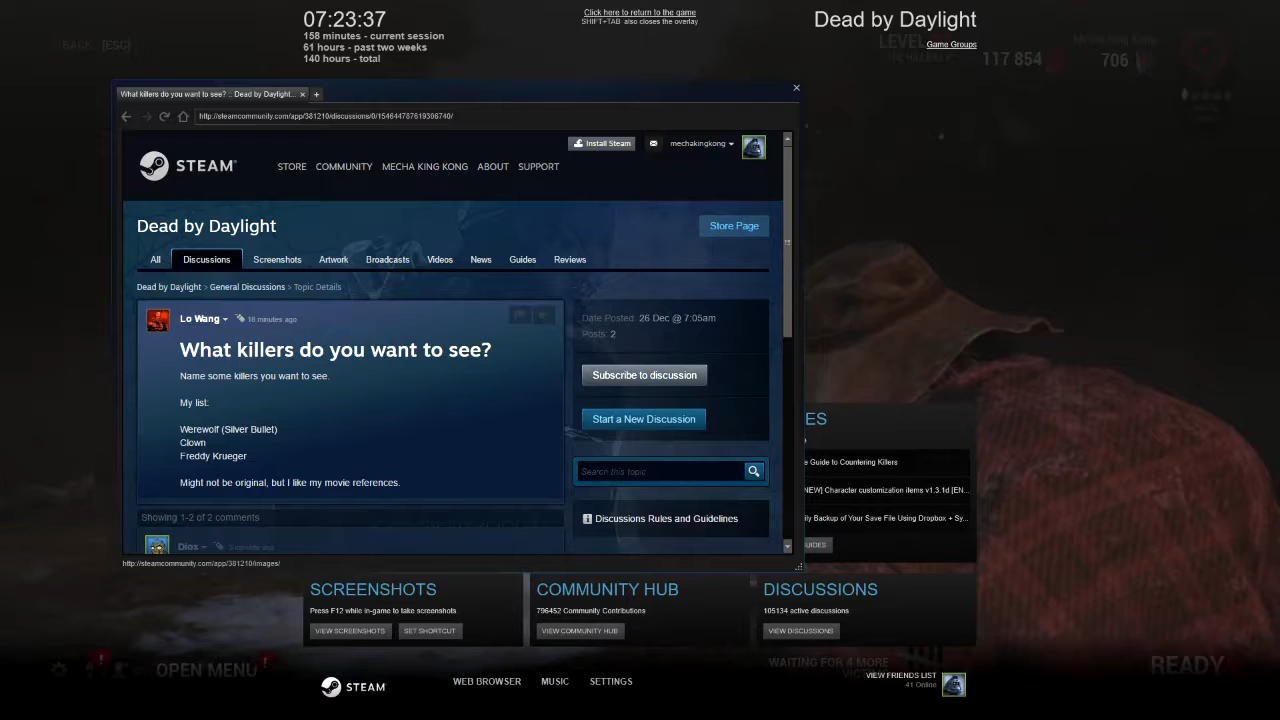 07:23:37
158 minutes - current session
61 hours - past two weeks
140 hours - total
Click here to return to the game
SHIFT+TAB also closes the overlay
Dead by Daylight
Game Groups
BACK [ESC]
LEVEL
117 854
706
What killers do you want to see? :: Dead by Daylight...
http://steamcommunity.com/app/381210/discussions/0/154644787619306740/
Install Steam
mechakingkong
STEAM
STORE COMMUNITY MECHA KING KONG ABOUT SUPPORT
Dead by Daylight
Store Page
All Discussions Screenshots Artwork Broadcasts Videos News Guides Reviews
Dead by Daylight > General Discussions > Topic Details
Lo Wang
18 minutes ago
What killers do you want to see?
Name some killers you want to see.
My list:
Werewolf (Silver Bullet)
Clown
Freddy Krueger
Might not be original, but I like my movie references.
Date Posted: 26 Dec @ 7:05am
Posts: 2
Subscribe to discussion
Start a New Discussion
Search this topic
Discussions Rules and Guidelines
Showing 1-2 of 2 comments
http://steamcommunity.com/app/381210/images/
ES
e Guide to Countering Killers
NEW] Character customization items v1.3.1d [EN...
ity Backup of Your Save File Using Dropbox + Sy...
UIDES
SCREENSHOTS
Press F12 while in-game to take screenshots
VIEW SCREENSHOTS SET SHORTCUT
COMMUNITY HUB
796452 Community Contributions
VIEW COMMUNITY HUB
DISCUSSIONS
105134 active discussions
VIEW DISCUSSIONS
OPEN MENU
WAITING FOR 4 MORE
READY
STEAM
WEB BROWSER MUSIC SETTINGS
VIEW FRIENDS LIST
41 Online